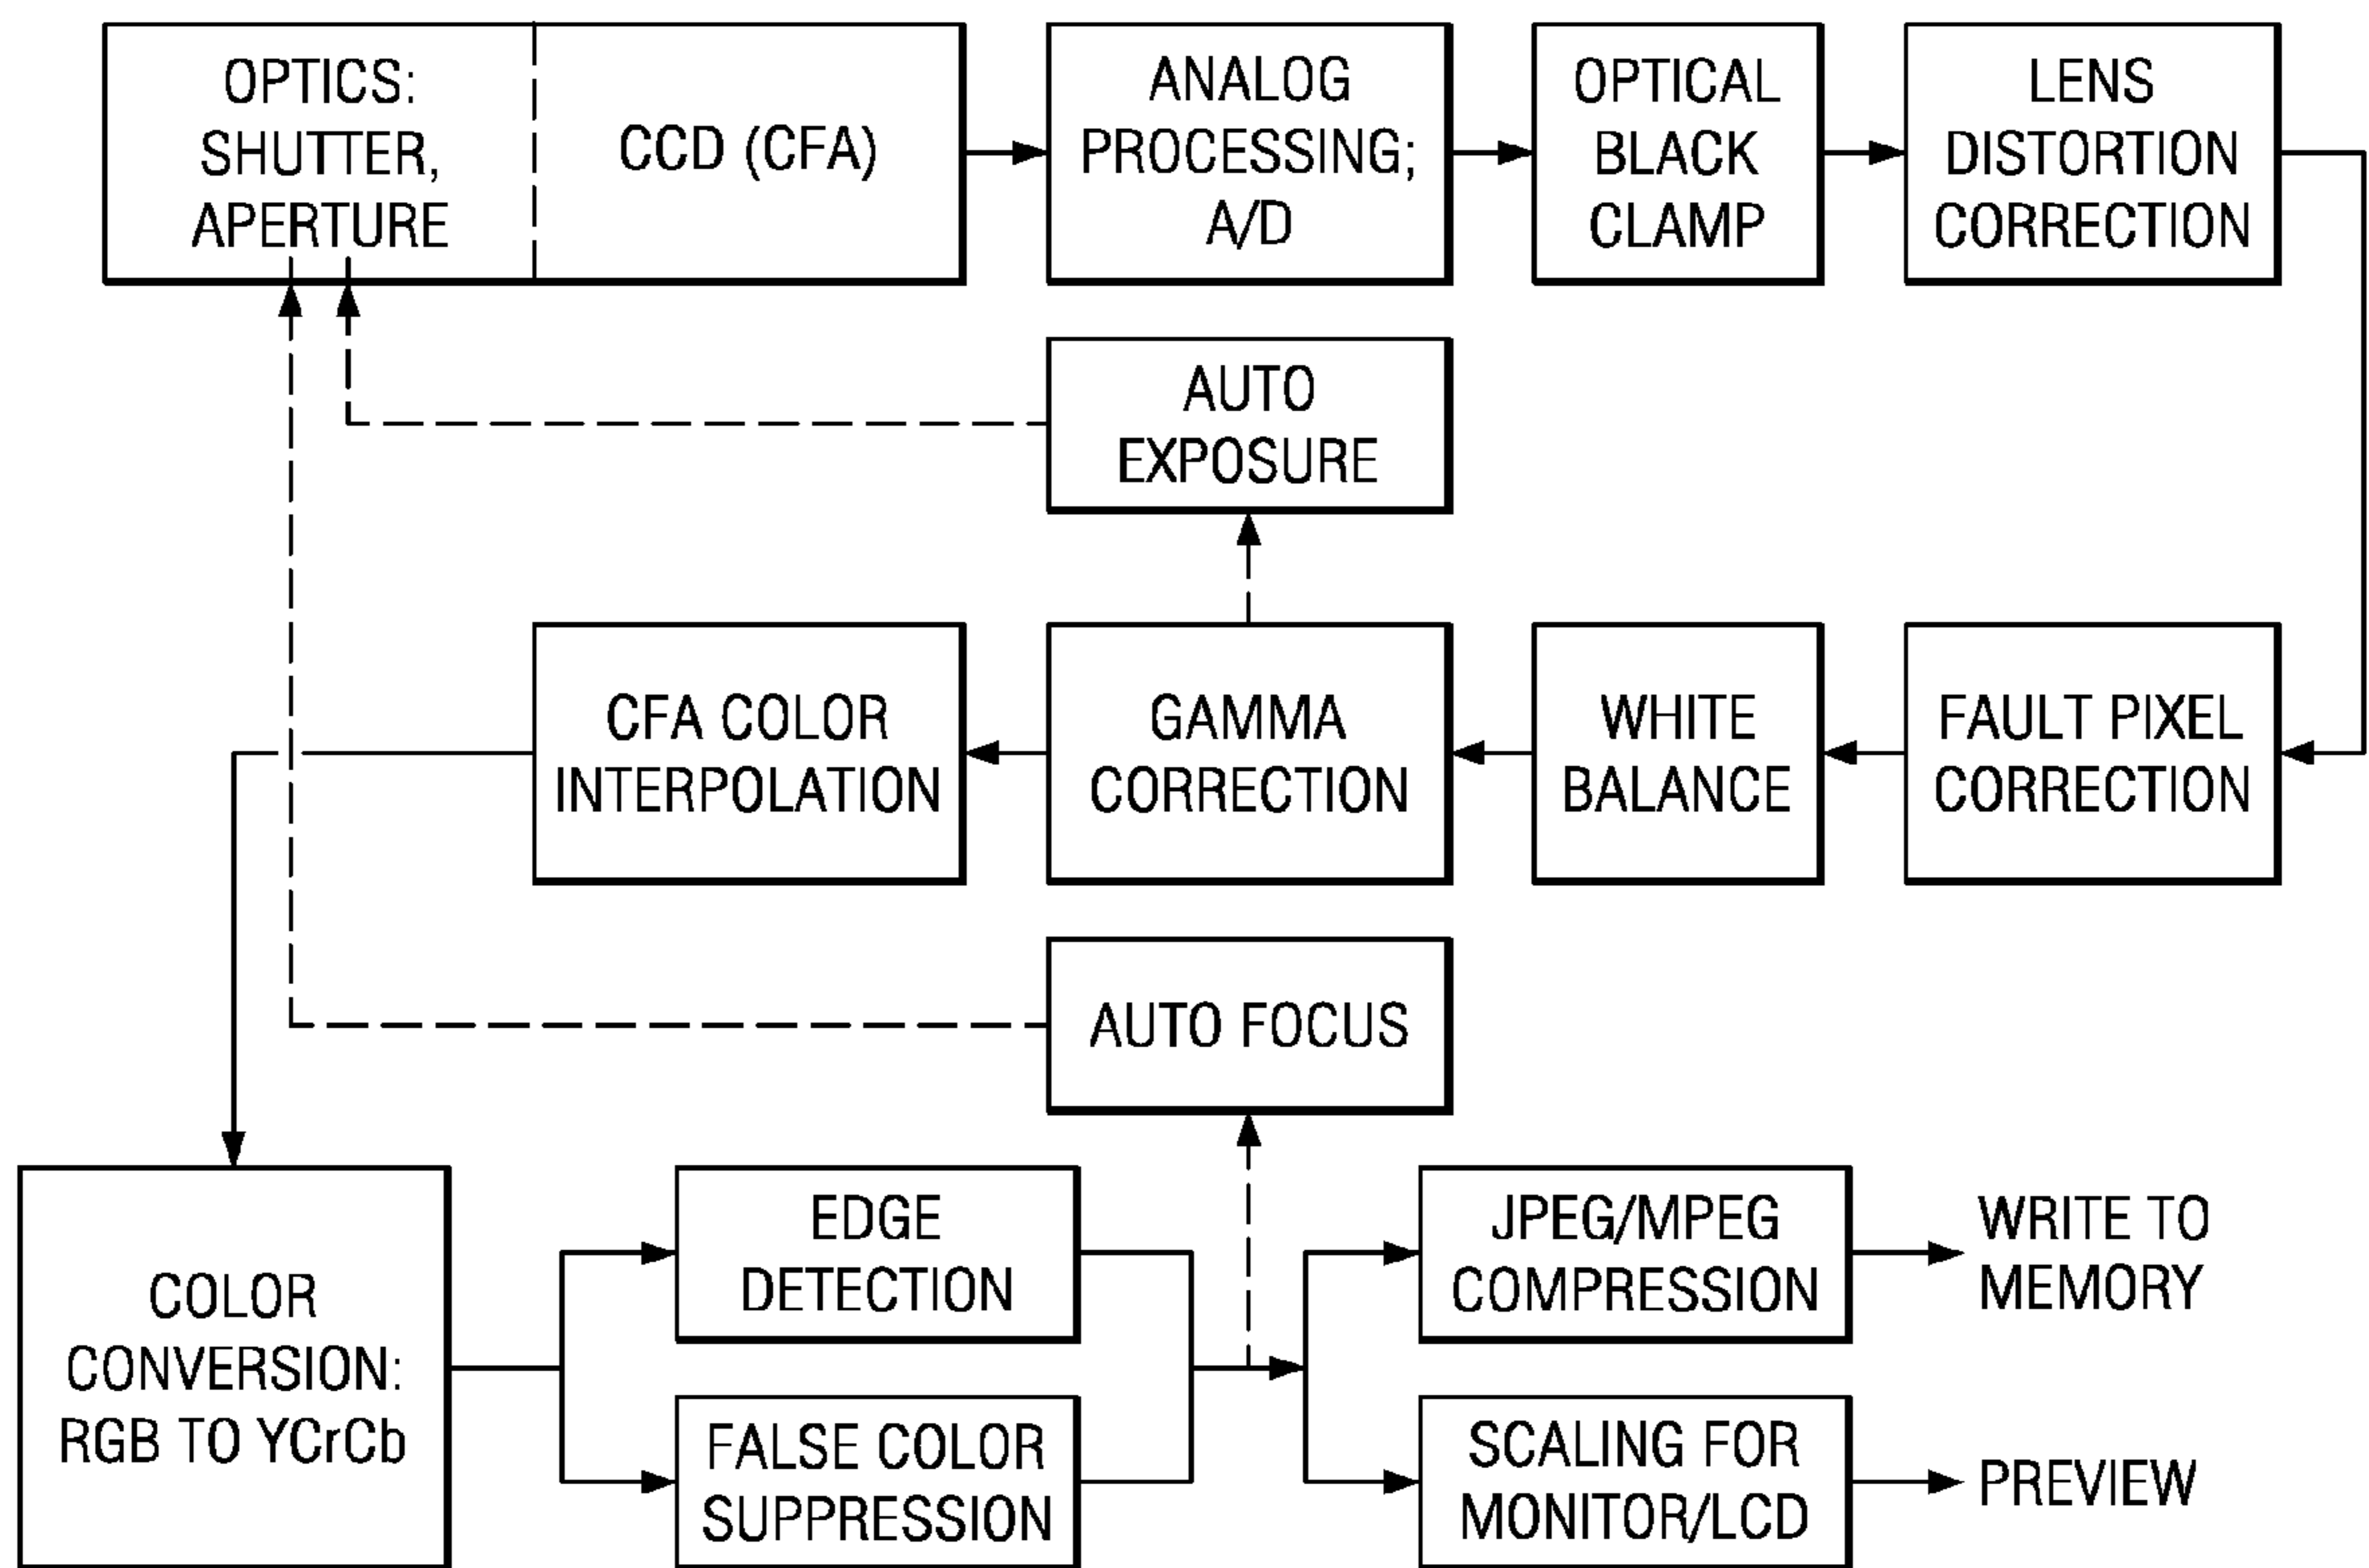 OPTICS:
SHUTTER,
APERTURE
CCD (CFA)
ANALOG
PROCESSING;
A/D
OPTICAL
BLACK
CLAMP
LENS
DISTORTION
CORRECTION
AUTO
EXPOSURE
CFA COLOR
INTERPOLATION
GAMMA
CORRECTION
WHITE
BALANCE
FAULT PIXEL
CORRECTION
AUTO FOCUS
COLOR
CONVERSION:
RGB TO YCrCb
EDGE
DETECTION
FALSE COLOR
SUPPRESSION
JPEG/MPEG
COMPRESSION
WRITE TO
MEMORY
SCALING FOR
MONITOR/LCD
PREVIEW